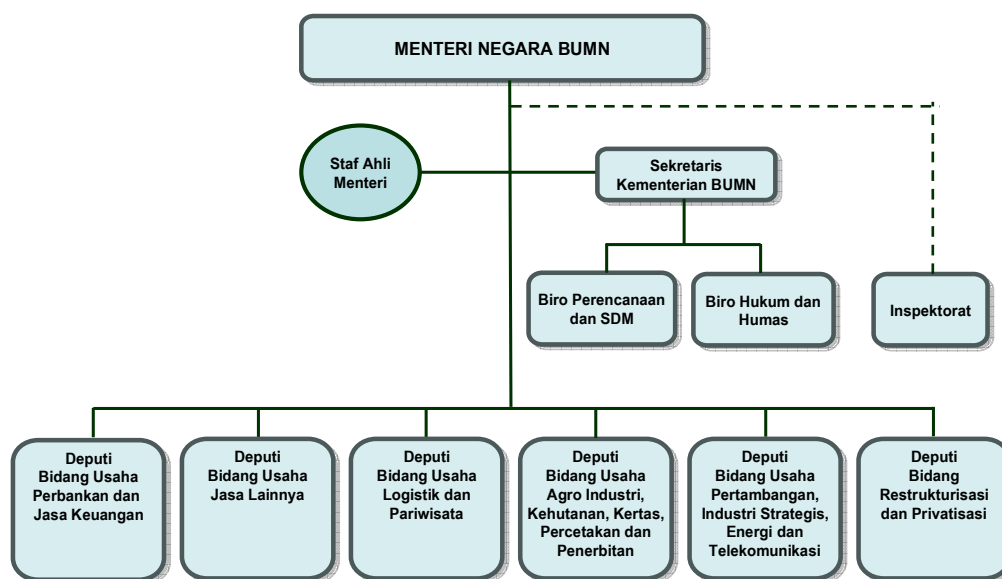 MENTERI NEGARA BUMN
Staf Ahli
Menteri
Sekretaris
Kementerian BUMN
Biro Perencanaan
dan SDM
Biro Hukum dan
Humas
Inspektorat
Deputi
Bidang Usaha
Perbankan dan
Jasa Keuangan
Deputi
Bidang Usaha
Jasa Lainnya
Deputi
Bidang Usaha
Logistik dan
Pariwisata
Deputi
Bidang Usaha
Agro Industri,
Kehutanan, Kertas,
Percetakan dan
Penerbitan
Deputi
Bidang Usaha
Pertambangan,
Industri Strategis,
Energi dan
Telekomunikasi
Deputi
Bidang
Restrukturisasi
dan Privatisasi